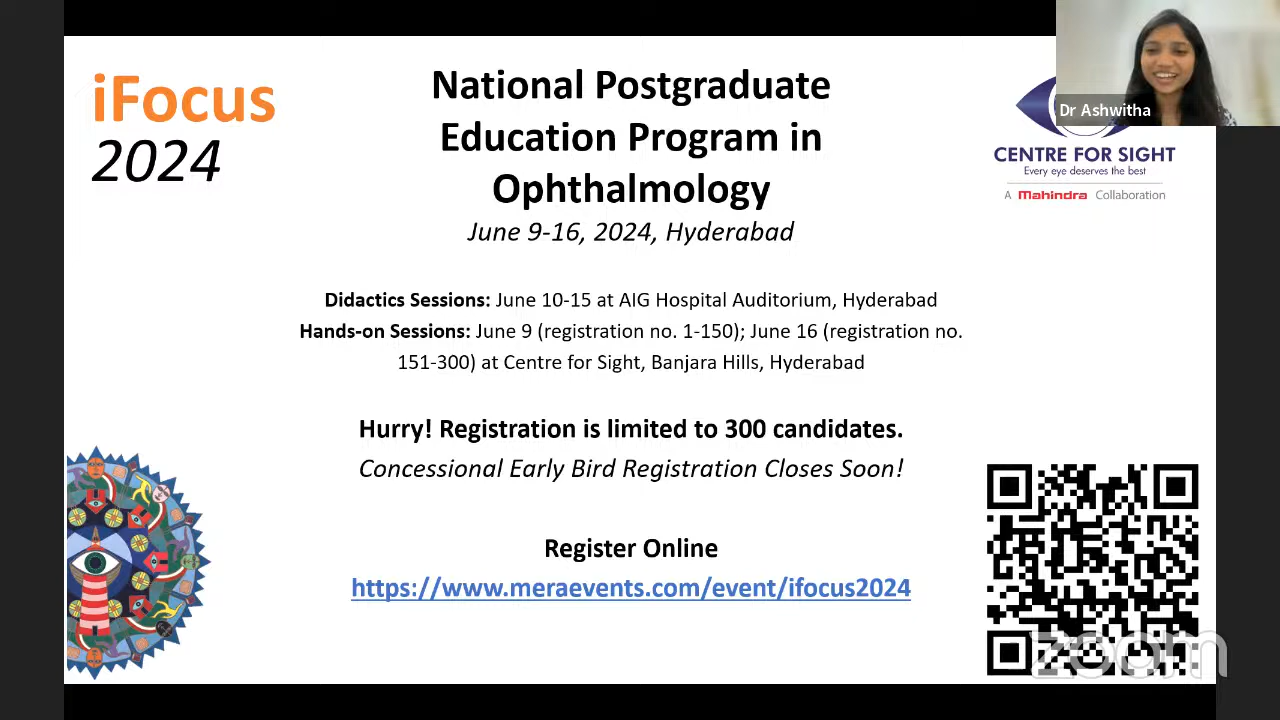 iFocus
2024
National Postgraduate
Education Program in
Ophthalmology
June 9-16, 2024, Hyderabad
Dr Ashwitha
CENTRE FOR SIGHT
Every eye deserves the best
A Mahindra Collaboration
Didactics Sessions: June 10-15 at AIG Hospital Auditorium, Hyderabad
Hands-on Sessions: June 9 (registration no. 1-150); June 16 (registration no.
151-300) at Centre for Sight, Banjara Hills, Hyderabad
Hurry! Registration is limited to 300 candidates.
Concessional Early Bird Registration Closes Soon!
Register Online
https://www.meraevents.com/event/ifocus2024
zoom